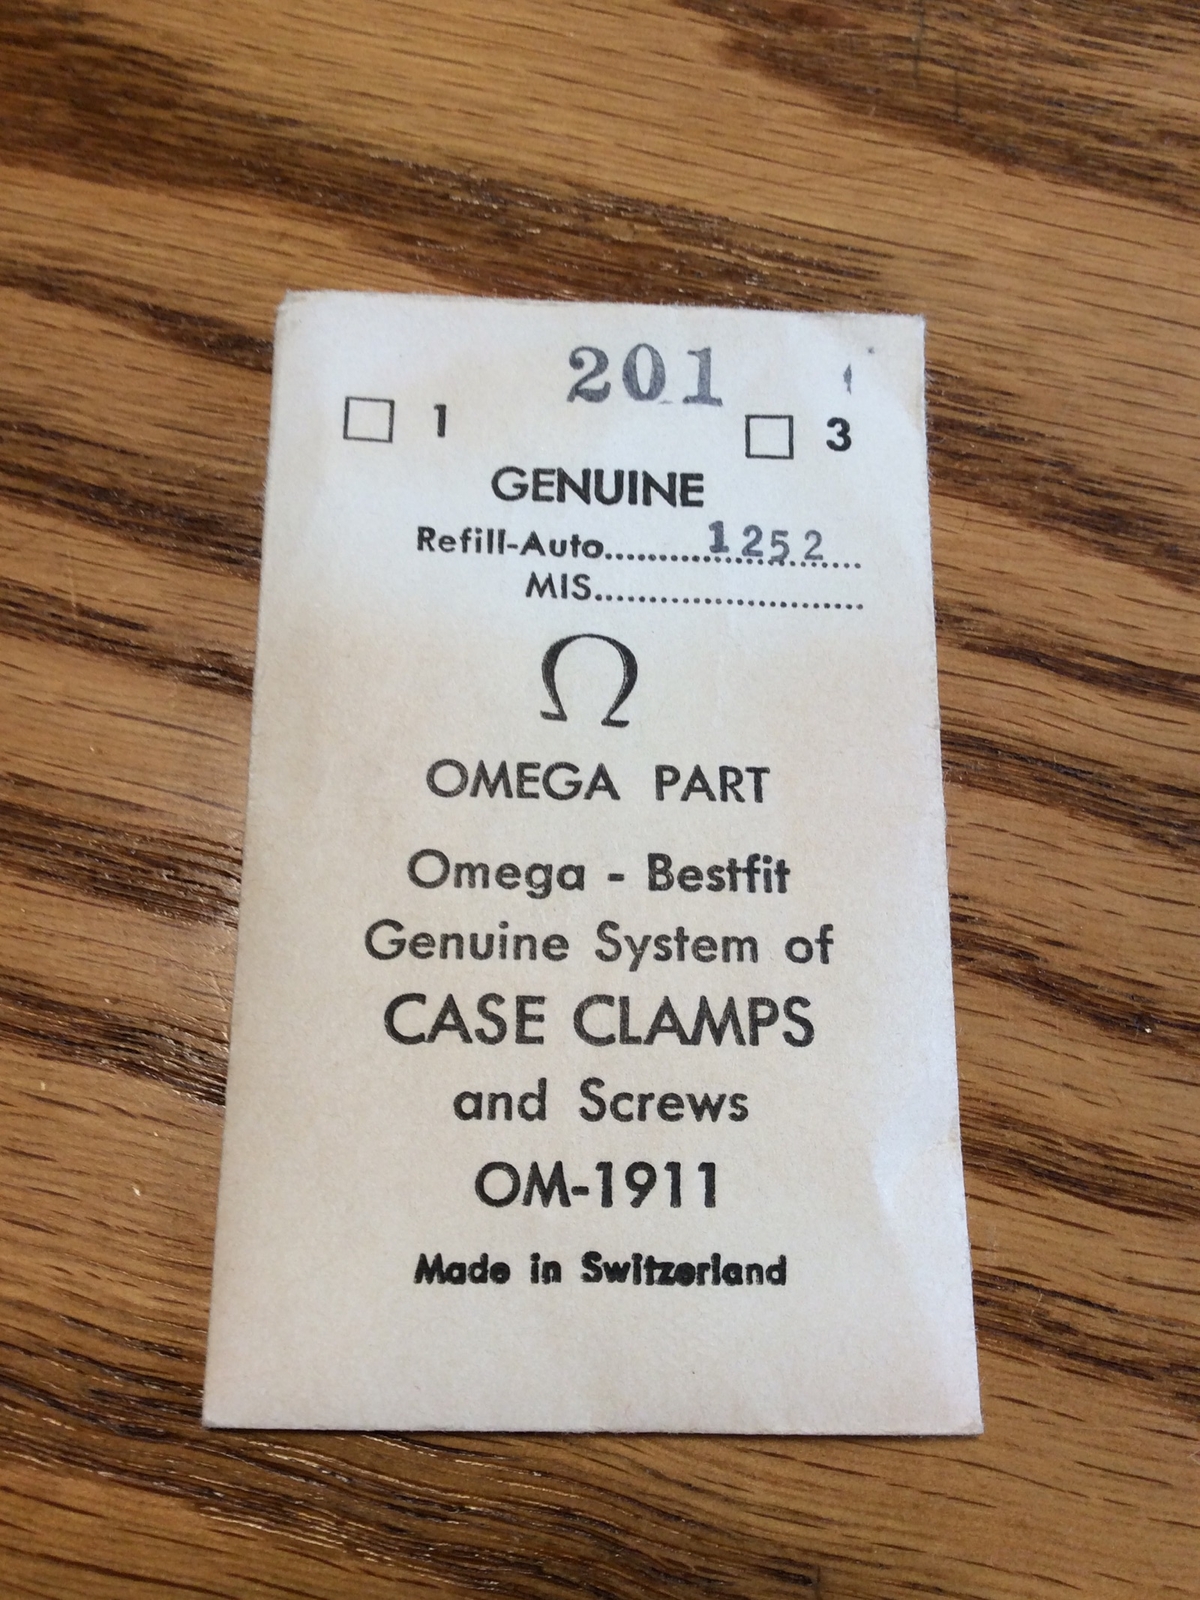 201
☐ 1 ☐ 3
GENUINE
Refill-Auto..........1252....
MIS..........................
Ω
OMEGA PART
Omega - Bestfit
Genuine System of
CASE CLAMPS
and Screws
OM-1911
Made in Switzerland